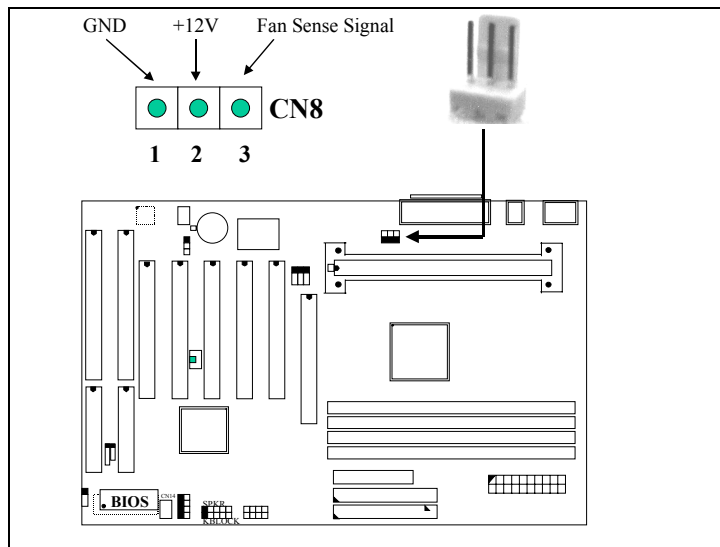 GND +12V Fan Sense Signal
CN8
1 2 3
BIOS
CN14
SPKR
KBLOCK